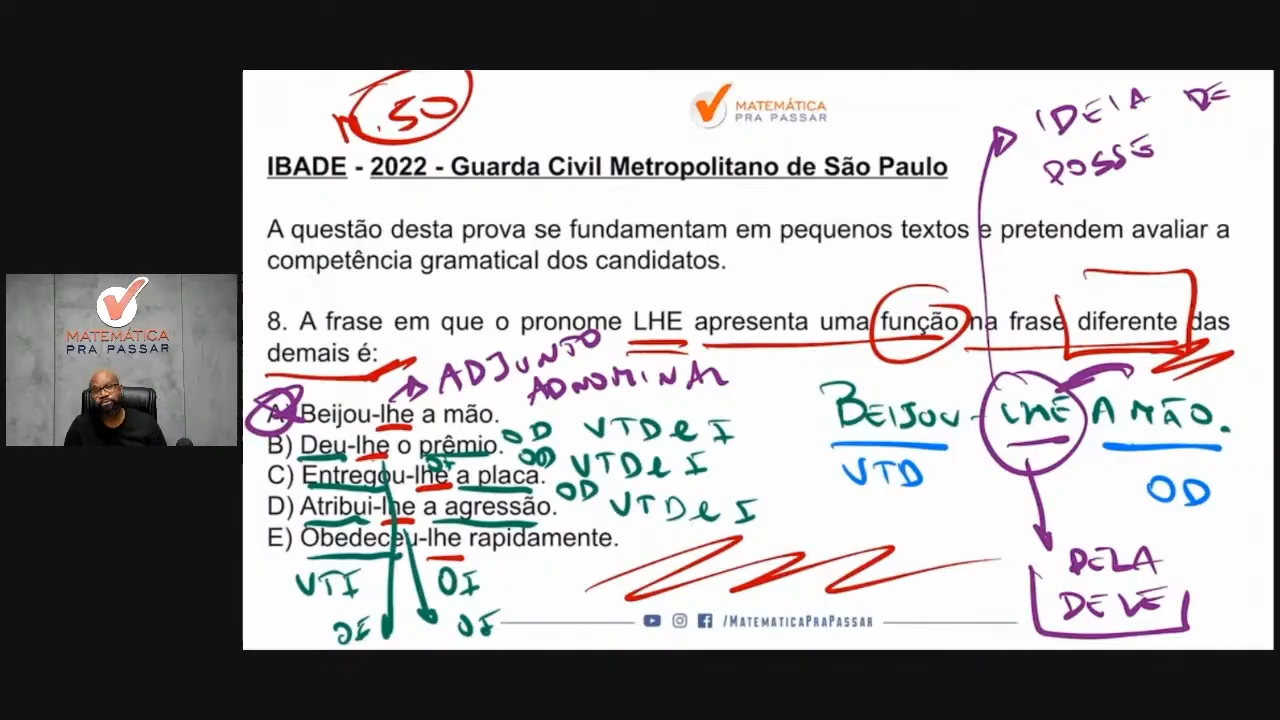 n. 50
MATEMÁTICA
PRA PASSAR
IDEIA DE
POSSE
IBADE - 2022 - Guarda Civil Metropolitano de São Paulo
A questão desta prova se fundamentam em pequenos textos e pretendem avaliar a
competência gramatical dos candidatos.
8. A frase em que o pronome LHE apresenta uma função na frase diferente das
demais é:
ADJUNTO
ADNOMINAL
A) Beijou-lhe a mão.
B) Deu-lhe o prêmio. OD VTD e I
C) Entregou-lhe a placa. OD VTD e I
D) Atribui-lhe a agressão. OD VTD e I
E) Obedeceu-lhe rapidamente.
OI
VTI OI
OI OI
BEIJOU-LHE A MÃO.
VTD OD
DELA
DELE
/MATEMATICAPRAPASSAR
MATEMÁTICA
PRA PASSAR